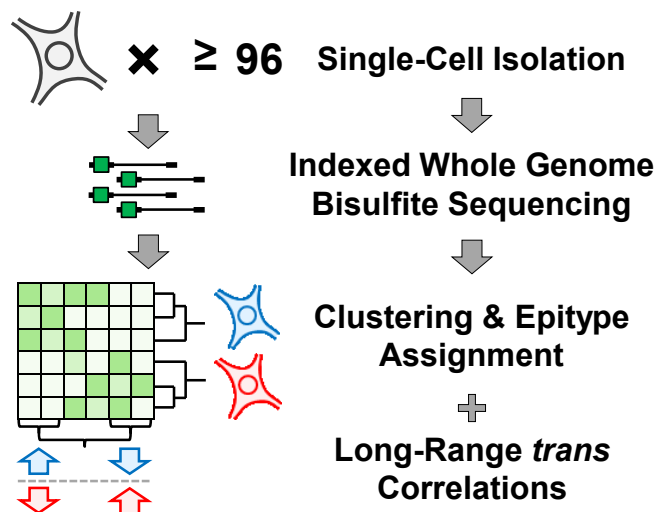 × ≥ 96 Single-Cell Isolation
Indexed Whole Genome
Bisulfite Sequencing
Clustering & Epitype
Assignment
+
Long-Range trans
Correlations